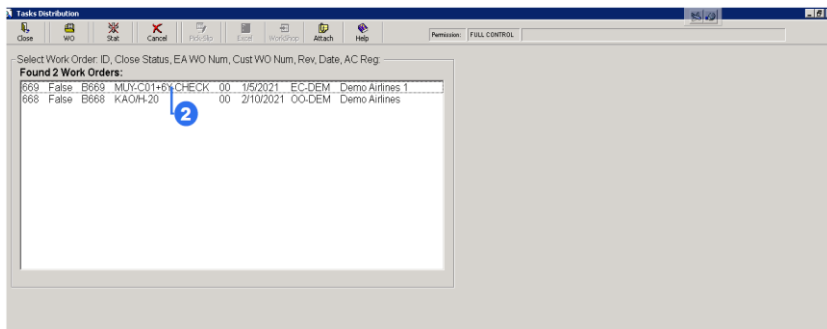 Tasks Distribution
Close WO Stat Cancel Pick-Slip Excel WorkShop Attach Help Permission: FULL CONTROL
Select Work Order: ID, Close Status, EA WO Num, Cust WO Num, Rev, Date, AC Reg:
Found 2 Work Orders:
669 False B669 MUY-C01+6Y-CHECK 00 1/5/2021 EC-DEM Demo Airlines 1
668 False B668 KAO/H-20 00 2/10/2021 OO-DEM Demo Airlines
2